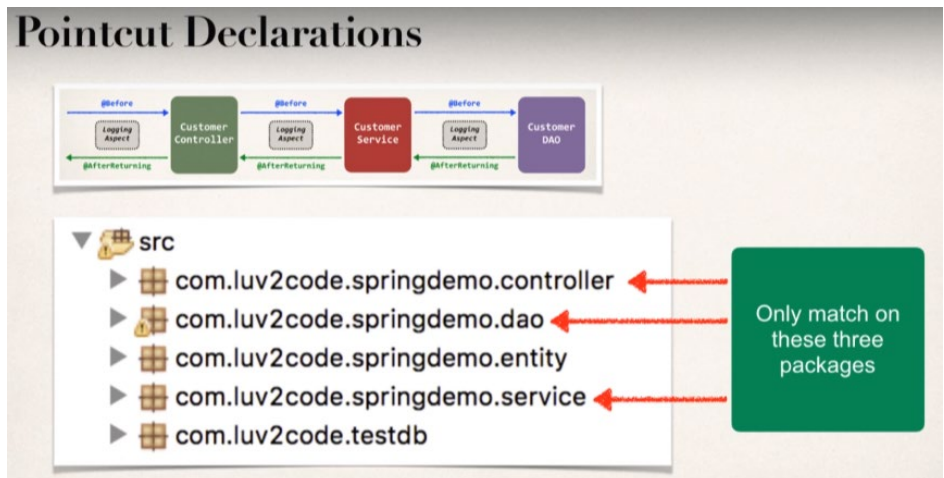 Pointcut Declarations
@Before
@Before
@Before
Logging
Aspect
Customer
Controller
Logging
Aspect
Customer
Service
Logging
Aspect
Customer
DAO
@AfterReturning
@AfterReturning
@AfterReturning
src
com.luv2code.springdemo.controller
com.luv2code.springdemo.dao
com.luv2code.springdemo.entity
com.luv2code.springdemo.service
com.luv2code.testdb
Only match on
these three
packages